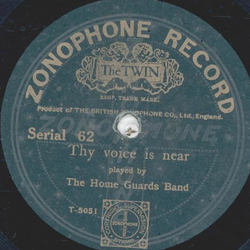 ZONOPHONE RECORD
The TWIN
REGD. TRADE MARK.
Product of THE BRITISH ZONOPHONE CO., Ltd., England.
ZONOPHONE
Serial 62
Thy voice is near
played by
The Home Guards Band
T-5051